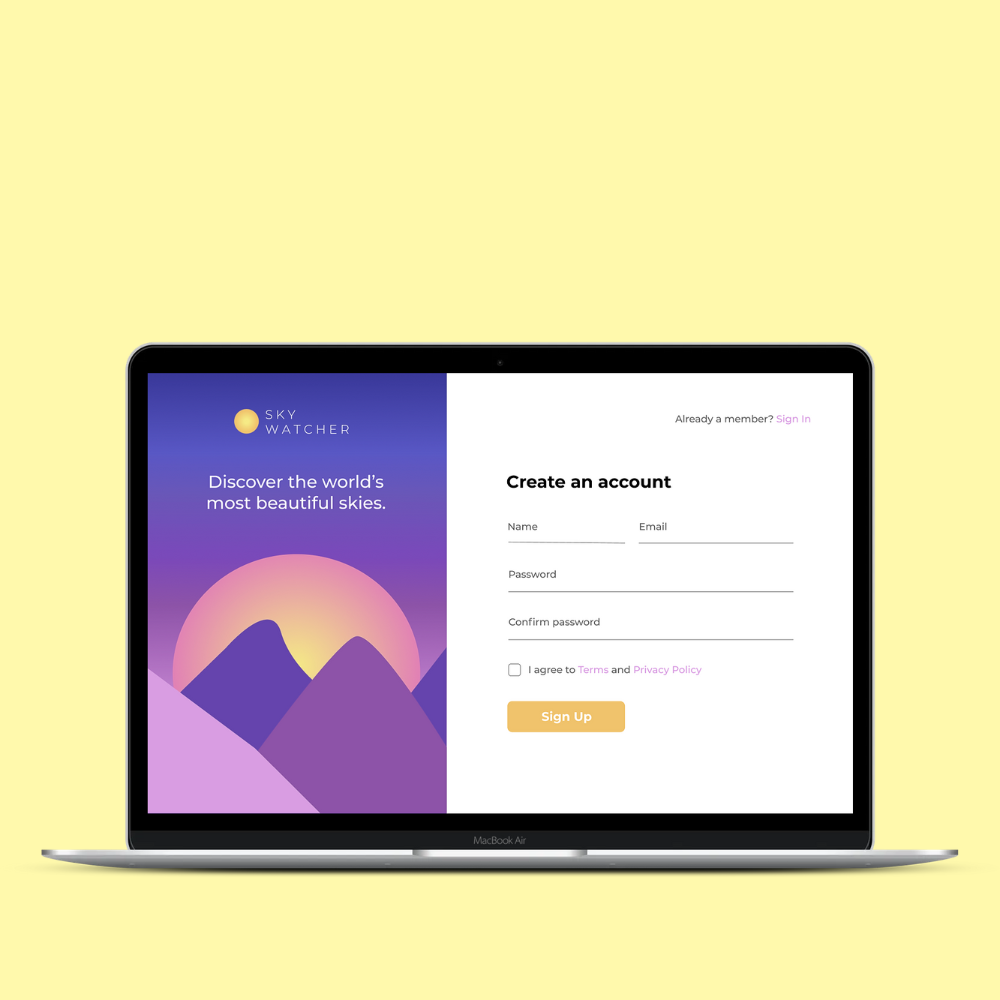 SKY
WATCHER
Discover the world's
most beautiful skies.
Already a member? Sign In
Create an account
Name
Email
Password
Confirm password
I agree to Terms and Privacy Policy
Sign Up
MacBook Air